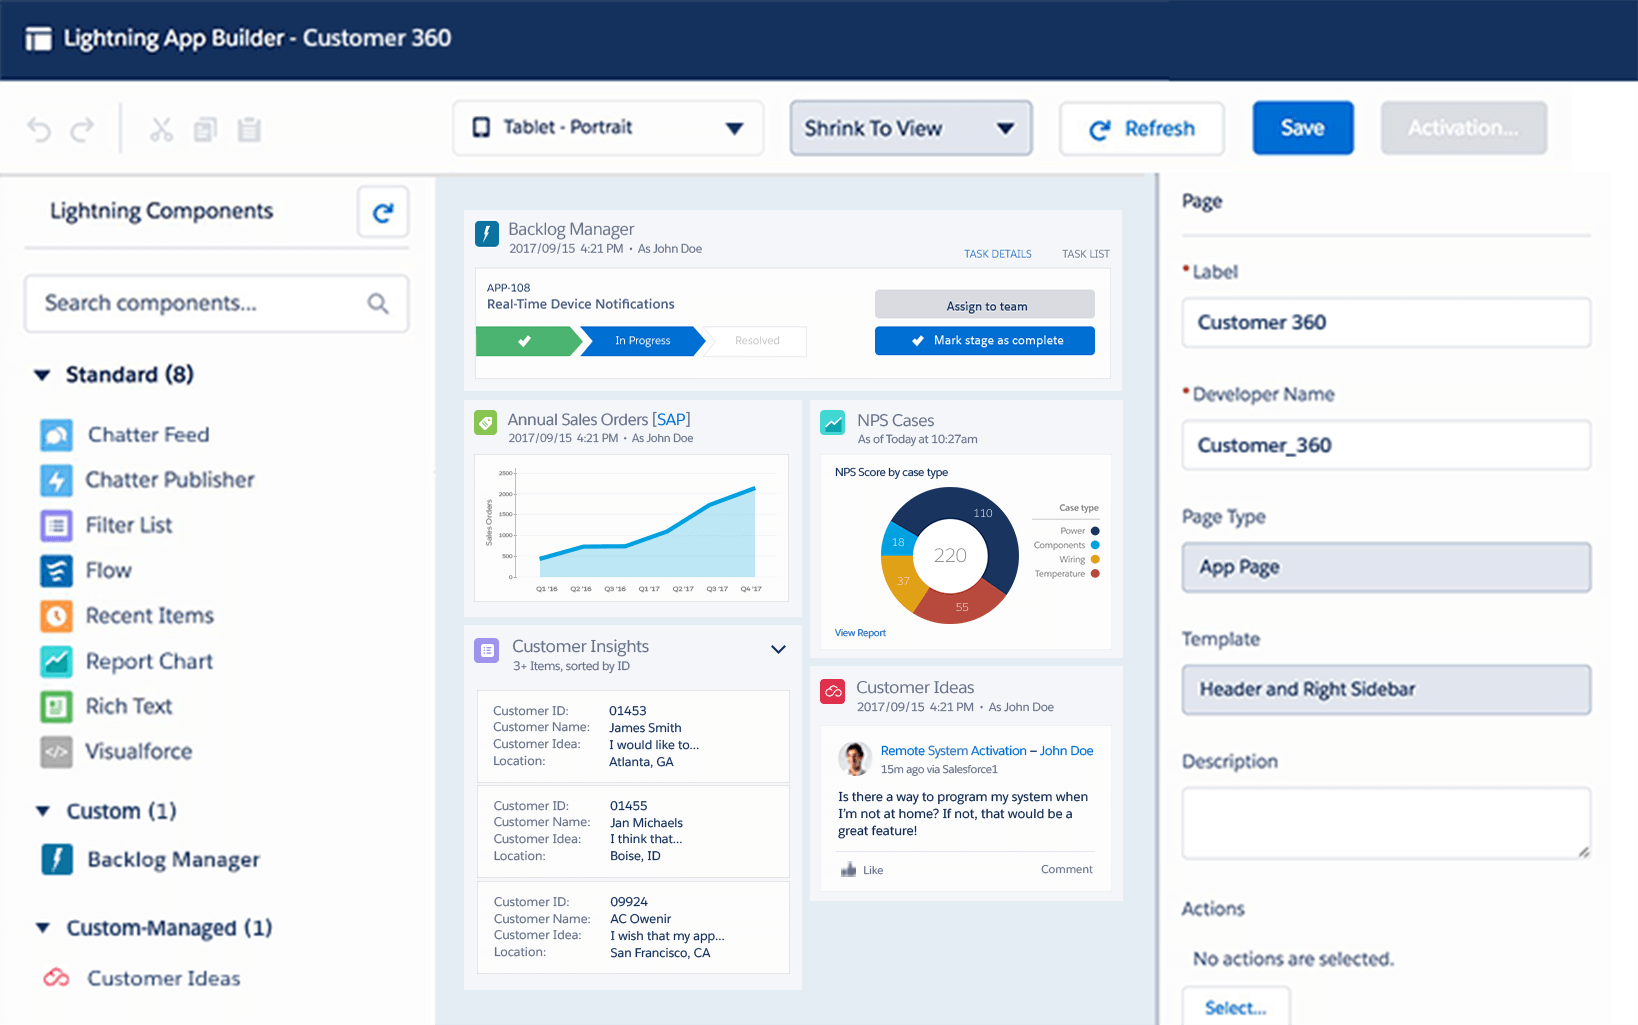 Lightning App Builder - Customer 360
Tablet - Portrait
Shrink To View
Refresh
Save
Activation...
Lightning Components
Search components...
Standard (8)
Chatter Feed
Chatter Publisher
Filter List
Flow
Recent Items
Report Chart
Rich Text
Visualforce
Custom (1)
Backlog Manager
Custom-Managed (1)
Customer Ideas
Backlog Manager
2017/09/15 4:21 PM • As John Doe
TASK DETAILS
TASK LIST
APP-108
Real-Time Device Notifications
In Progress
Resolved
Assign to team
Mark stage as complete
Annual Sales Orders [SAP]
2017/09/15 4:21 PM • As John Doe
Sales Orders
2500
2000
1500
1000
500
0
Q1 '16 Q2 '16 Q3 '16 Q1 '17 Q2 '17 Q3 '17 Q4 '17
Customer Insights
3+ Items, sorted by ID
Customer ID: 01453
Customer Name: James Smith
Customer Idea: I would like to...
Location: Atlanta, GA
Customer ID: 01455
Customer Name: Jan Michaels
Customer Idea: I think that...
Location: Boise, ID
Customer ID: 09924
Customer Name: AC Owenir
Customer Idea: I wish that my app...
Location: San Francisco, CA
NPS Cases
As of Today at 10:27am
NPS Score by case type
110
18
220
37
55
Case type
Power
Components
Wiring
Temperature
View Report
Customer Ideas
2017/09/15 4:21 PM • As John Doe
Remote System Activation – John Doe
15m ago via Salesforce1
Is there a way to program my system when
I'm not at home? If not, that would be a
great feature!
Like
Comment
Page
*Label
Customer 360
*Developer Name
Customer_360
Page Type
App Page
Template
Header and Right Sidebar
Description
Actions
No actions are selected.
Select...